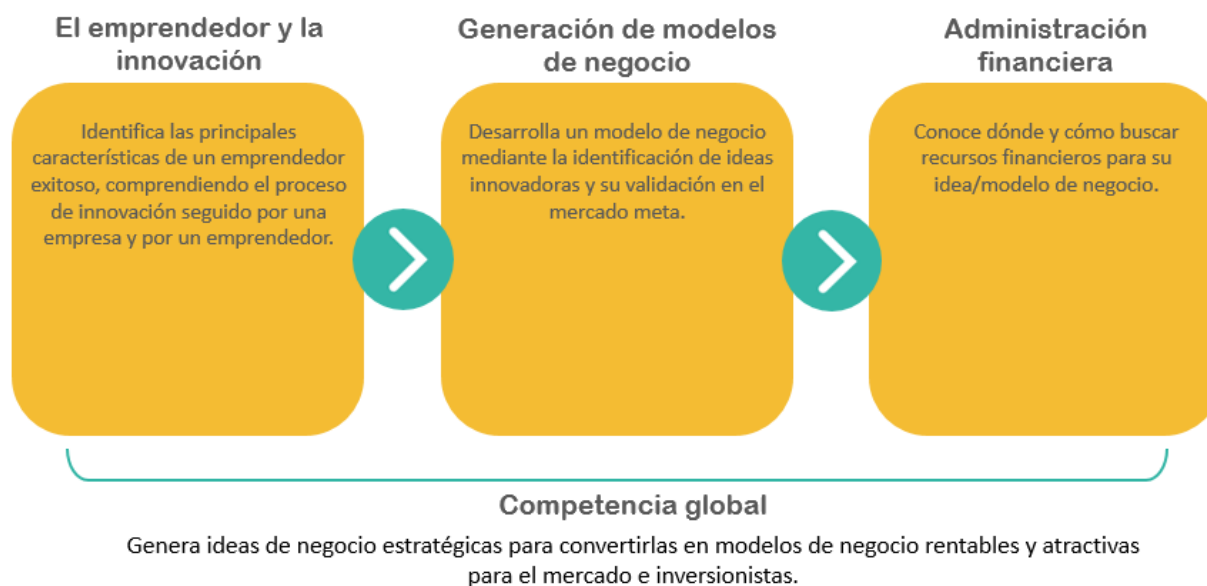 El emprendedor y la
innovación
Identifica las principales
características de un emprendedor
exitoso, comprendiendo el proceso
de innovación seguido por una
empresa y por un emprendedor.
Generación de modelos
de negocio
Desarrolla un modelo de negocio
mediante la identificación de ideas
innovadoras y su validación en el
mercado meta.
Administración
financiera
Conoce dónde y cómo buscar
recursos financieros para su
idea/modelo de negocio.
Competencia global
Genera ideas de negocio estratégicas para convertirlas en modelos de negocio rentables y atractivas
para el mercado e inversionistas.